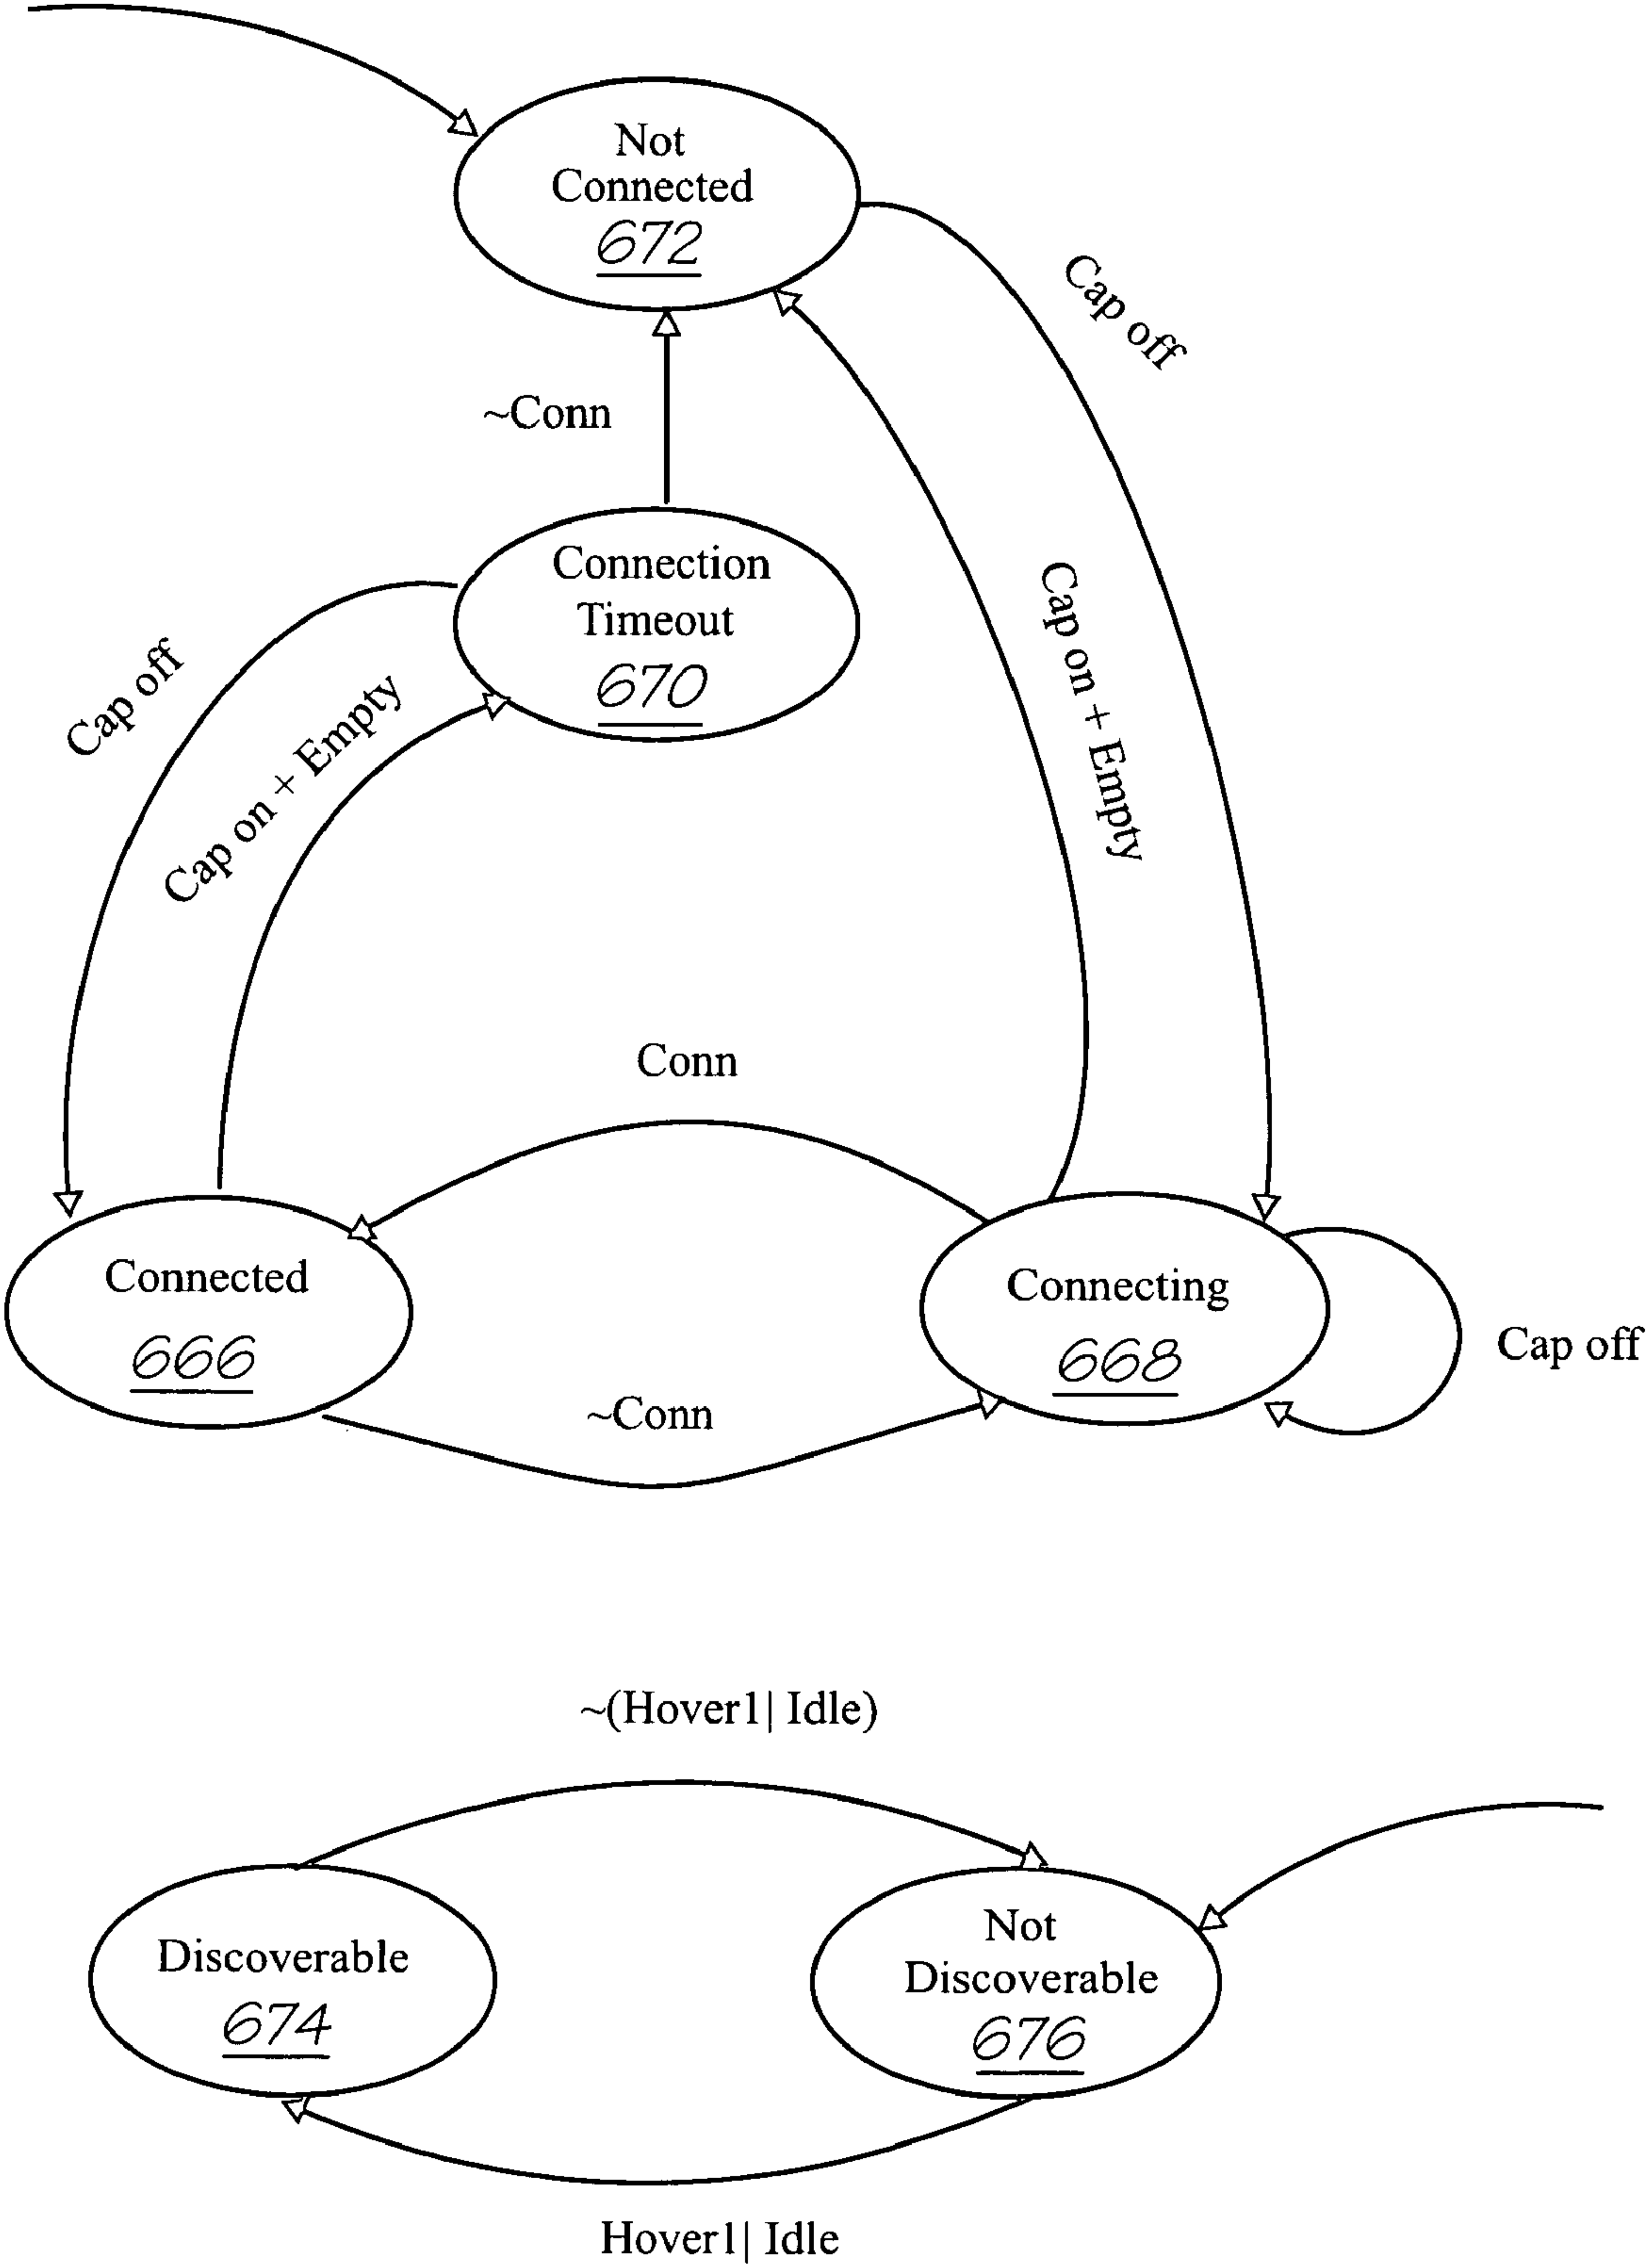 Not
Connected
672
Cap off
~Conn
Connection
Timeout
670
Cap off
Cap on + Empty
Cap on + Empty
Conn
Connected
666
Connecting
668
Cap off
~Conn
~(Hover1| Idle)
Discoverable
674
Not
Discoverable
676
Hover1| Idle